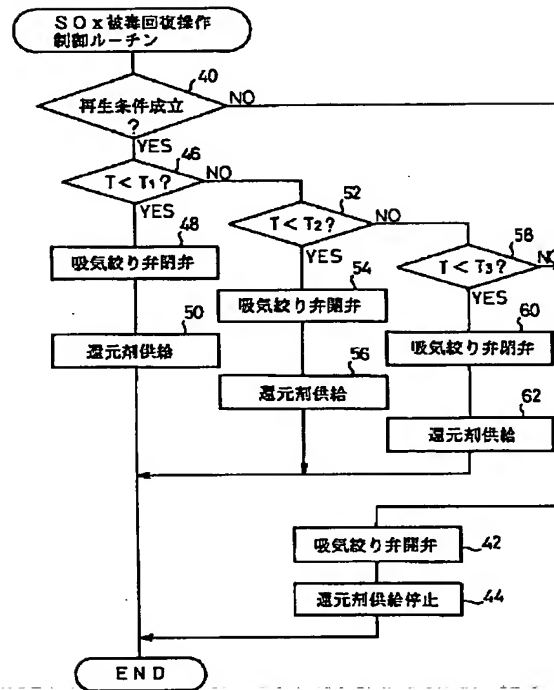 SOx被毒回復操作
制御ルーチン
40
再生条件成立
?
NO
YES
46
T < T1?
NO
YES
52
T < T2?
NO
YES
58
T < T3?
NO
YES
48
吸気絞り弁閉弁
54
吸気絞り弁開弁
60
吸気絞り弁閉弁
50
還元剤供給
56
還元剤供給
62
還元剤供給
吸気絞り弁開弁
42
還元剤供給停止
44
END